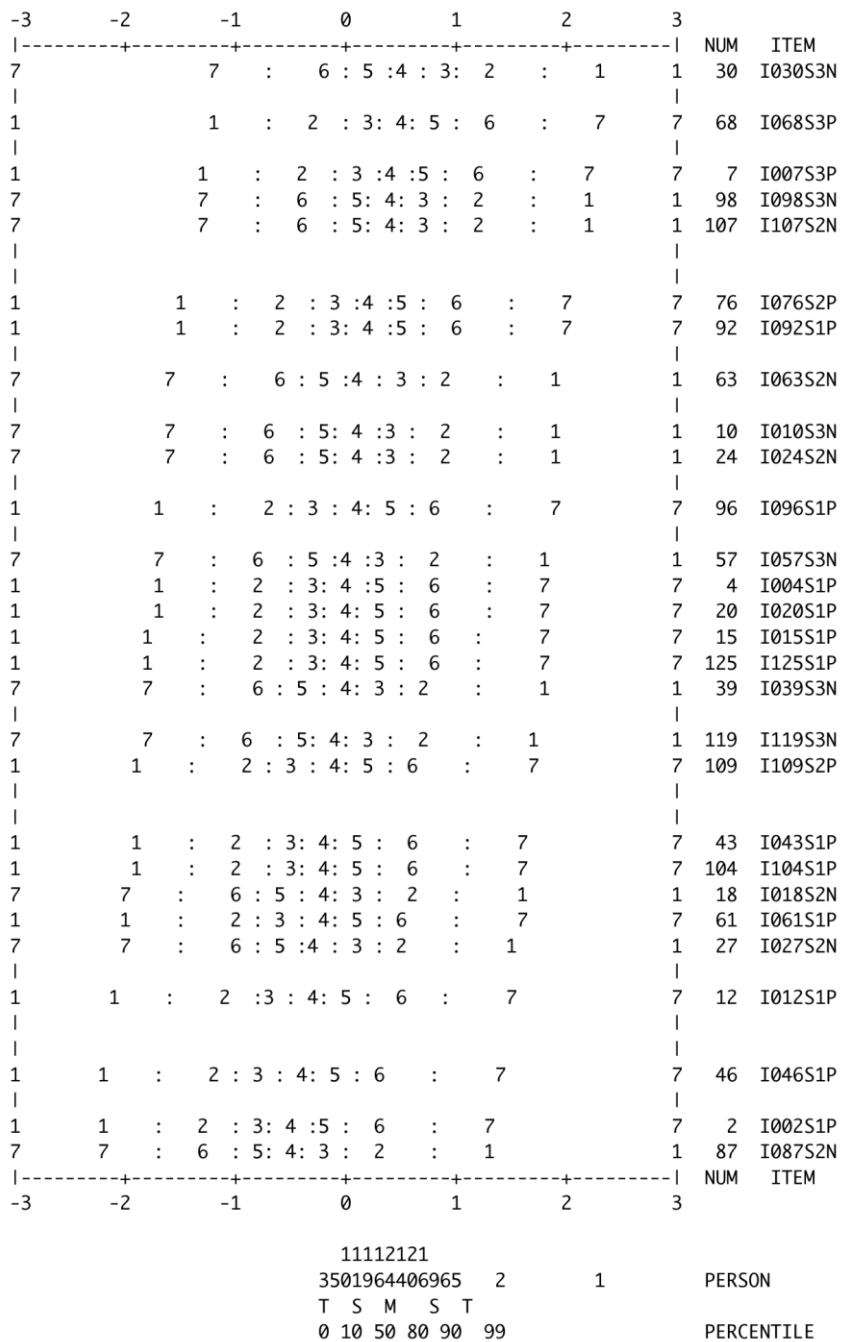 -3        -2        -1         0         1         2         3
|---------+---------+---------+---------+---------+---------|  NUM   ITEM
7                 7   :    6 : 5 :4 : 3:  2    :    1      1   30  I030S3N
|                                                          |
1                 1   :   2  : 3: 4: 5 :  6   :    7      7   68  I068S3P
|                                                          |
1                1    :   2  : 3 :4 :5 :  6     :    7      7    7  I007S3P
7                7    :   6  : 5: 4: 3 :  2    :    1       1   98  I098S3N
7                7    :   6  : 5: 4: 3 :  2    :    1       1  107  I107S2N
|                                                          |
|                                                          |
1              1    :   2  : 3 :4 :5 :  6    :   7         7   76  I076S2P
1              1    :   2  : 3: 4 :5 :  6    :   7         7   92  I092S1P
|                                                          |
7             7    :    6 : 5 :4 : 3 : 2    :    1         1   63  I063S2N
|                                                          |
7             7    :   6  : 5: 4 :3 :  2    :    1         1   10  I010S3N
7             7    :   6  : 5: 4 :3 :  2    :    1         1   24  I024S2N
|                                                          |
1            1    :    2 : 3 : 4: 5 : 6    :     7         7   96  I096S1P
|                                                          |
7            7    :   6  : 5 :4 :3 :  2    :    1          1   57  I057S3N
1            1    :   2  : 3: 4 :5 :  6    :    7          7    4  I004S1P
1            1    :   2  : 3: 4: 5 :  6    :    7          7   20  I020S1P
1           1    :    2  : 3: 4: 5 :  6   :     7          7   15  I015S1P
1           1    :    2  : 3: 4: 5 :  6   :     7          7  125  I125S1P
7           7    :    6 : 5 : 4: 3 : 2    :     1          1   39  I039S3N
|                                                          |
7           7    :   6  : 5: 4: 3 :  2    :    1           1  119  I119S3N
1          1    :    2 : 3 : 4: 5 : 6    :     7           7  109  I109S2P
|                                                          |
|                                                          |
1          1    :   2  : 3: 4: 5 :  6    :    7            7   43  I043S1P
1          1    :   2  : 3: 4: 5 :  6    :    7            7  104  I104S1P
7         7    :    6 : 5 : 4: 3 :  2   :     1            1   18  I018S2N
1         1    :    2 : 3 : 4: 5 : 6    :     7            7   61  I061S1P
7         7    :    6 : 5 :4 : 3 : 2    :    1             1   27  I027S2N
|                                                          |
1        1    :    2  :3 : 4: 5 :  6  :     7              7   12  I012S1P
|                                                          |
|                                                          |
1       1    :    2 : 3 : 4: 5 : 6    :     7              7   46  I046S1P
|                                                          |
1       1   :   2  : 3: 4 :5 :  6    :    7                7    2  I002S1P
7       7   :   6  : 5: 4: 3 :  2    :    1                1   87  I087S2N
|---------+---------+---------+---------+---------+---------|  NUM   ITEM
-3        -2        -1         0         1         2         3
11112121
3501964406965   2        1         PERSON
T  S  M   S  T
0 10 50 80 90  99                  PERCENTILE